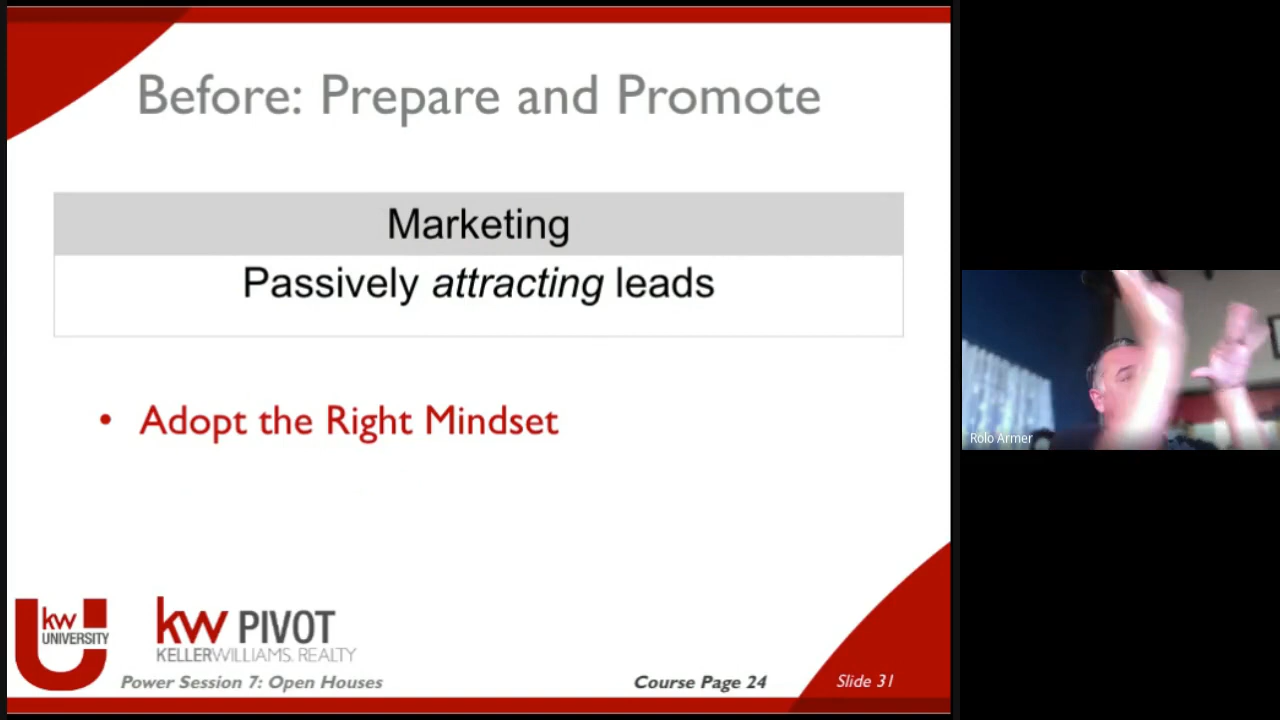 Before: Prepare and Promote
Marketing
Passively attracting leads
• Adopt the Right Mindset
kw
UNIVERSITY
kw PIVOT
KELLERWILLIAMS. REALTY
Power Session 7: Open Houses
Course Page 24
Slide 31
Rolo Armer